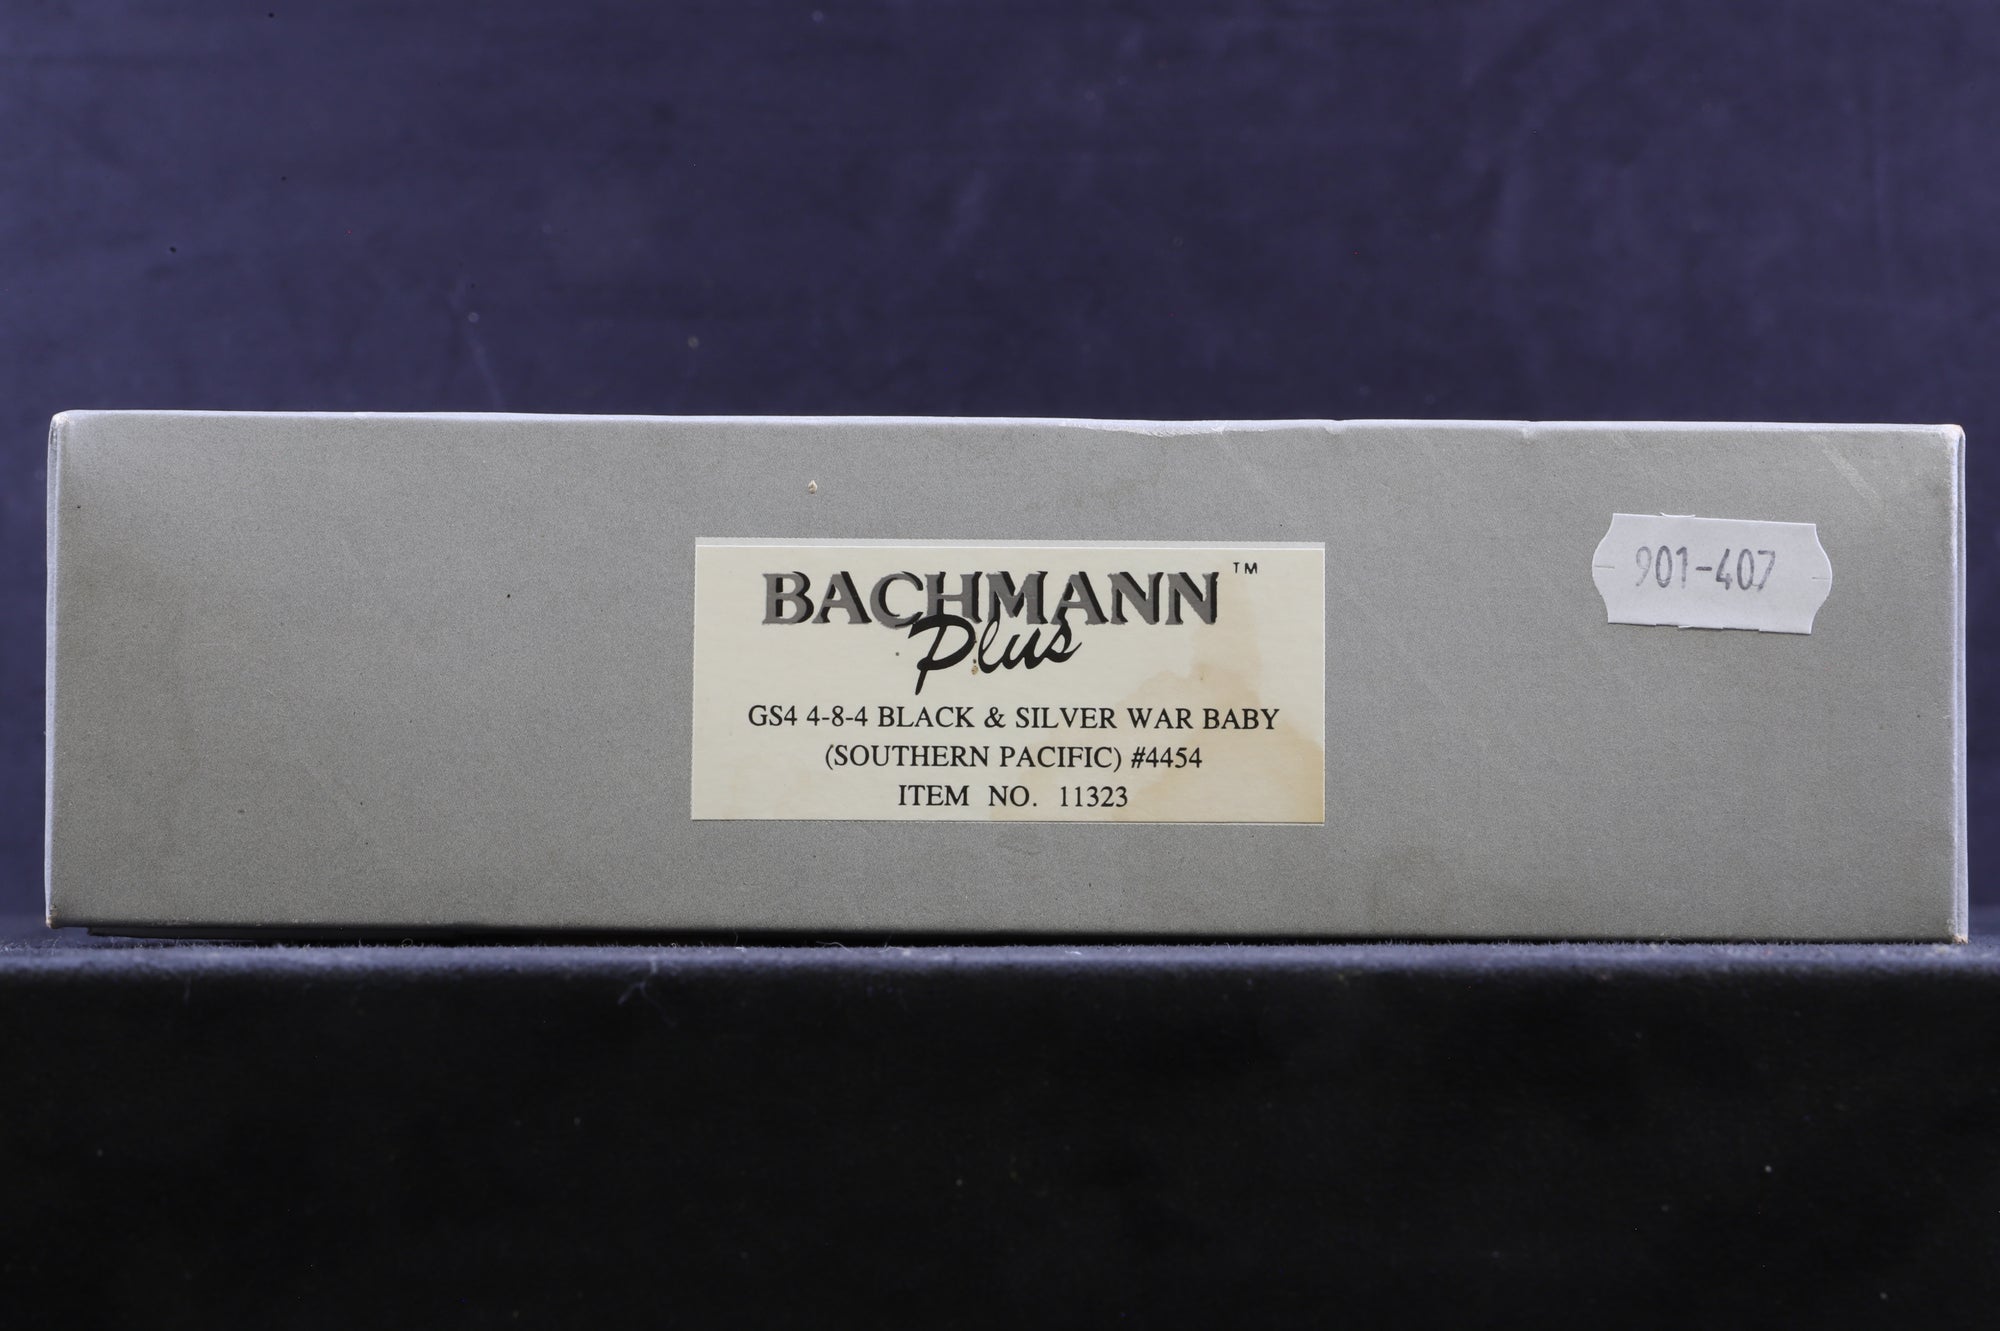 BACHMANN™
Plus
GS4 4-8-4 BLACK & SILVER WAR BABY
(SOUTHERN PACIFIC) #4454
ITEM NO. 11323
901-407